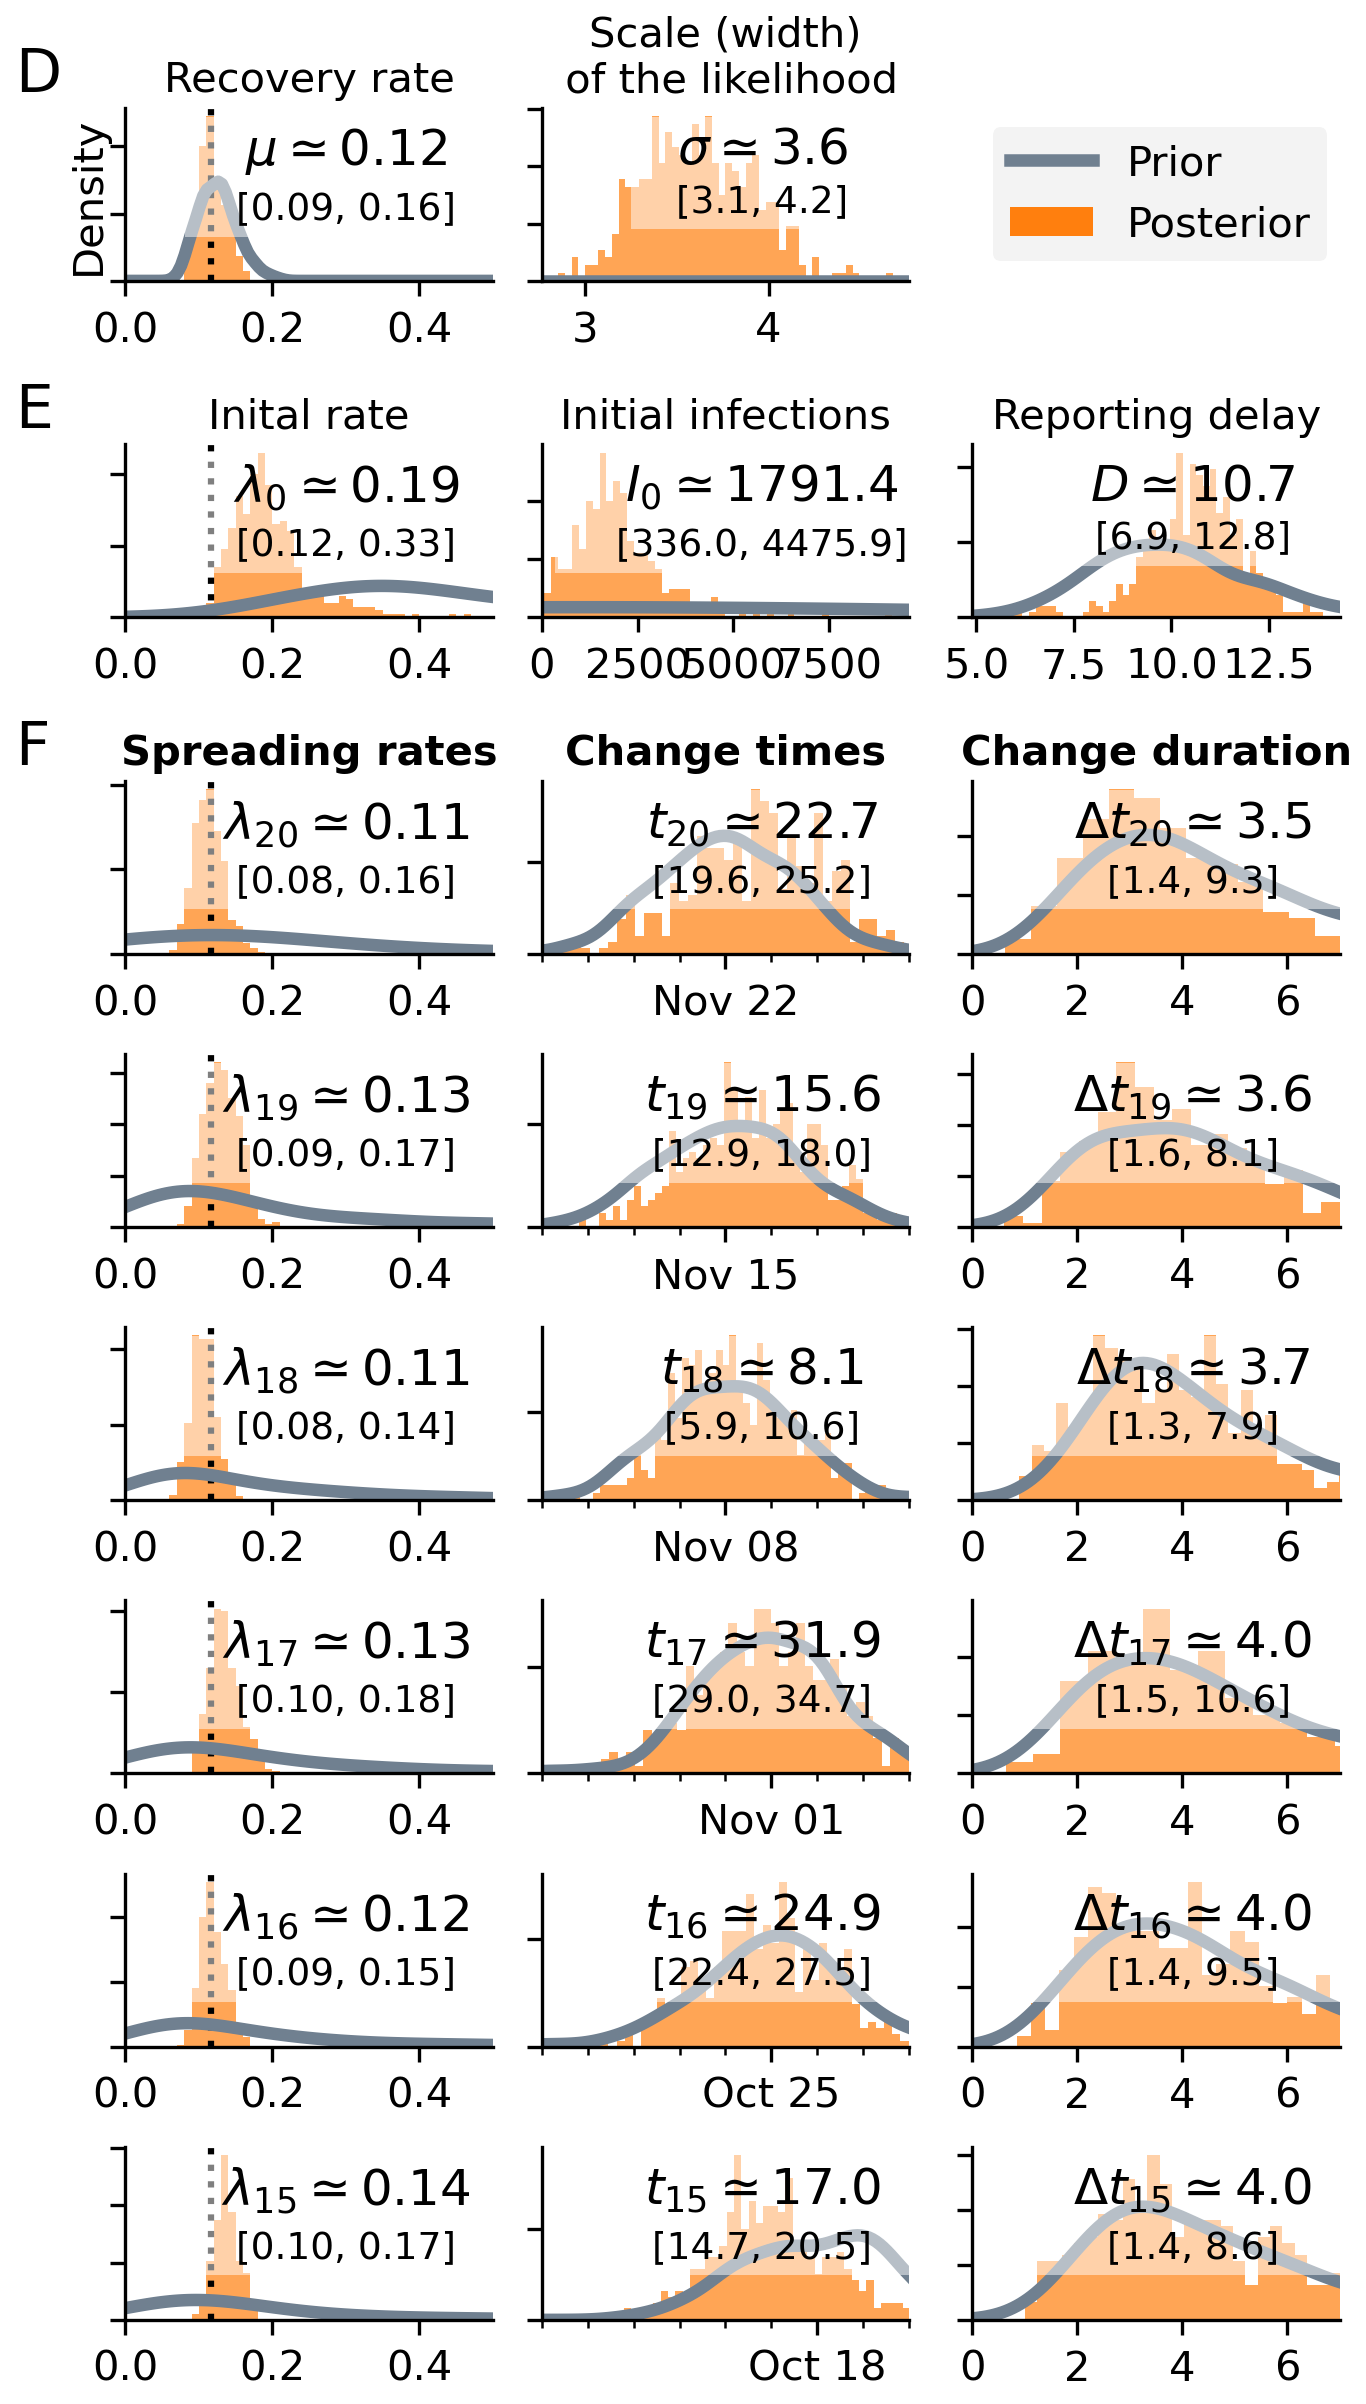 D
Recovery rate
Scale (width)
of the likelihood
Density
μ ≃ 0.12
[0.09, 0.16]
0.0 0.2 0.4
σ ≃ 3.6
[3.1, 4.2]
3 4
Prior
Posterior
E
Inital rate
λ0 ≃ 0.19
[0.12, 0.33]
0.0 0.2 0.4
Initial infections
I0 ≃ 1791.4
[336.0, 4475.9]
0 2500 5000 7500
Reporting delay
D ≃ 10.7
[6.9, 12.8]
5.0 7.5 10.0 12.5
F
Spreading rates
Change times
Change duration
λ20 ≃ 0.11
[0.08, 0.16]
0.0 0.2 0.4
t20 ≃ 22.7
[19.6, 25.2]
Nov 22
Δt20 ≃ 3.5
[1.4, 9.3]
0 2 4 6
λ19 ≃ 0.13
[0.09, 0.17]
0.0 0.2 0.4
t19 ≃ 15.6
[12.9, 18.0]
Nov 15
Δt19 ≃ 3.6
[1.6, 8.1]
0 2 4 6
λ18 ≃ 0.11
[0.08, 0.14]
0.0 0.2 0.4
t18 ≃ 8.1
[5.9, 10.6]
Nov 08
Δt18 ≃ 3.7
[1.3, 7.9]
0 2 4 6
λ17 ≃ 0.13
[0.10, 0.18]
0.0 0.2 0.4
t17 ≃ 31.9
[29.0, 34.7]
Nov 01
Δt17 ≃ 4.0
[1.5, 10.6]
0 2 4 6
λ16 ≃ 0.12
[0.09, 0.15]
0.0 0.2 0.4
t16 ≃ 24.9
[22.4, 27.5]
Oct 25
Δt16 ≃ 4.0
[1.4, 9.5]
0 2 4 6
λ15 ≃ 0.14
[0.10, 0.17]
0.0 0.2 0.4
t15 ≃ 17.0
[14.7, 20.5]
Oct 18
Δt15 ≃ 4.0
[1.4, 8.6]
0 2 4 6